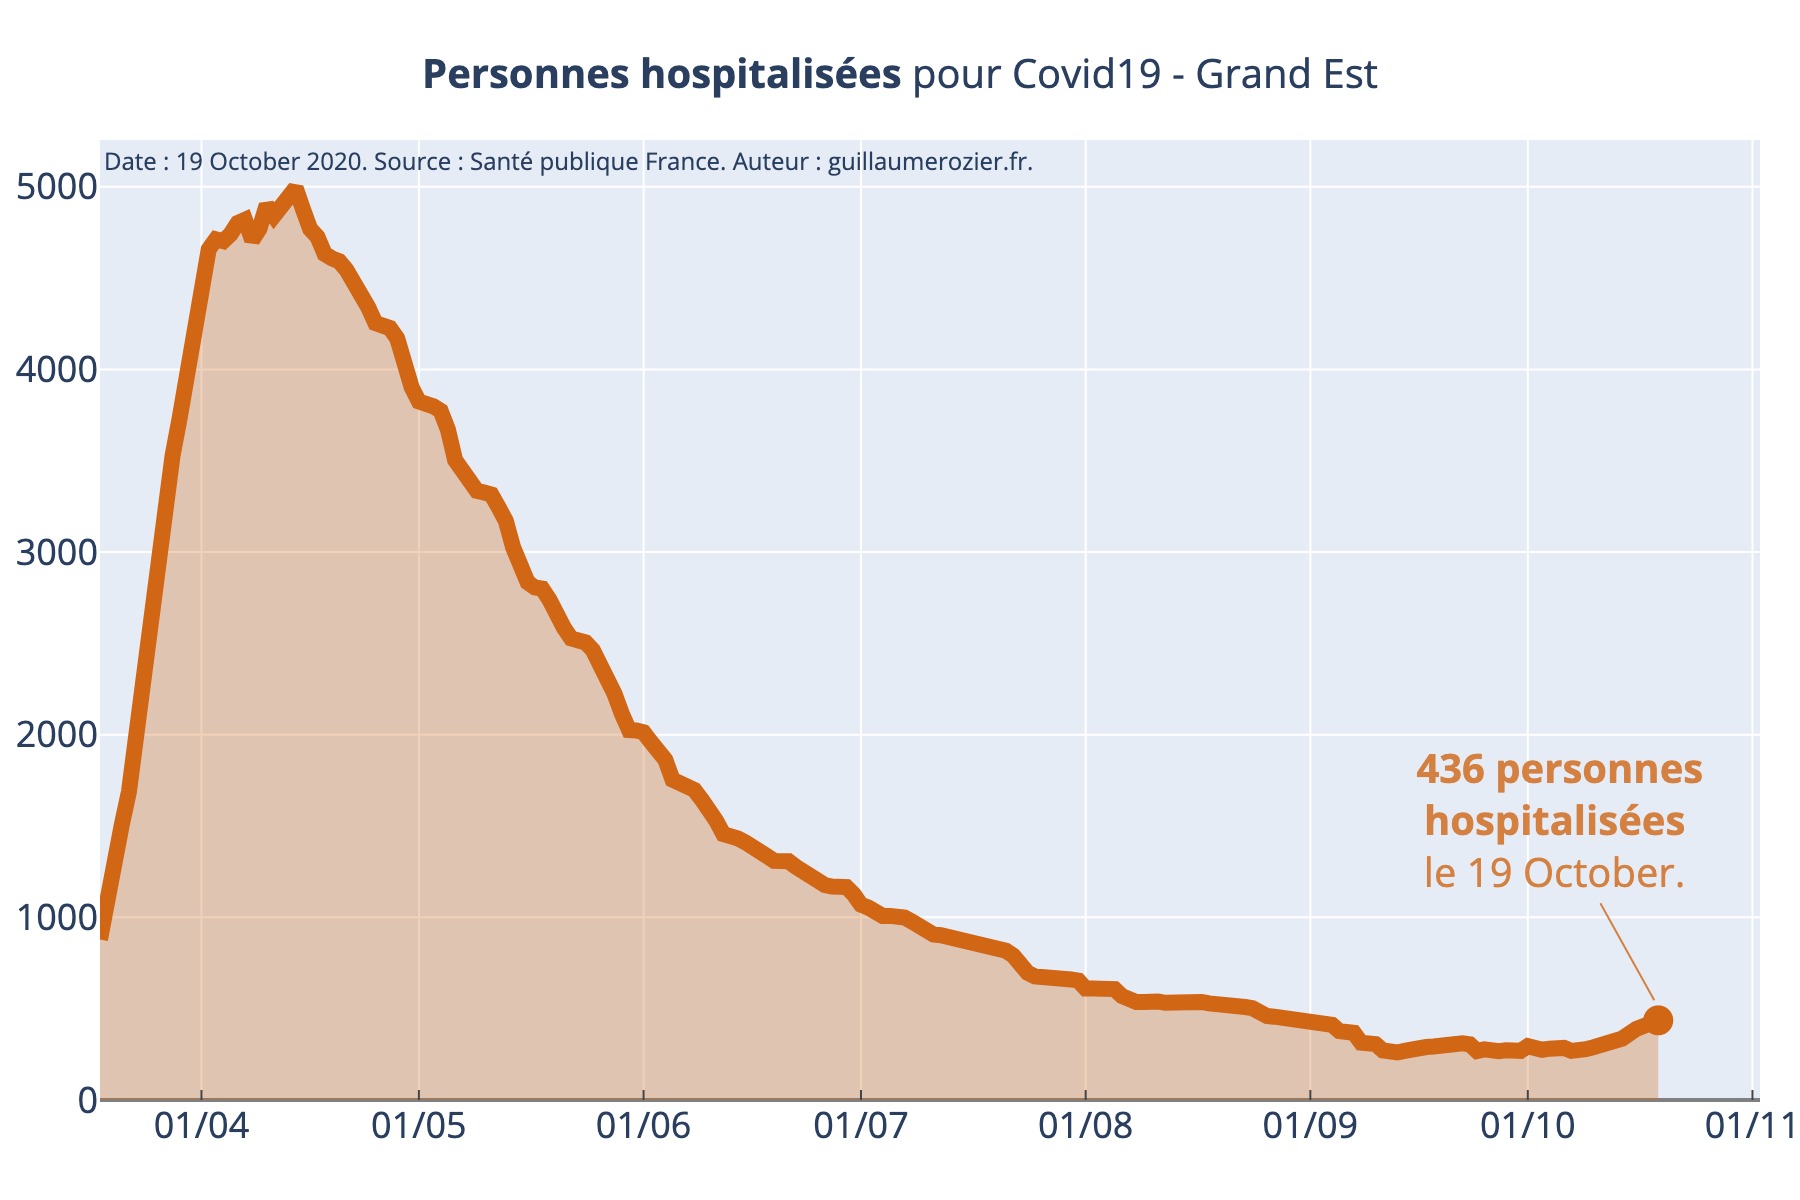 Personnes hospitalisées pour Covid19 - Grand Est
Date : 19 October 2020. Source : Santé publique France. Auteur : guillaumerozier.fr.
5000
4000
3000
2000
1000
0
436 personnes
hospitalisées
le 19 October.
01/04 01/05 01/06 01/07 01/08 01/09 01/10 01/11